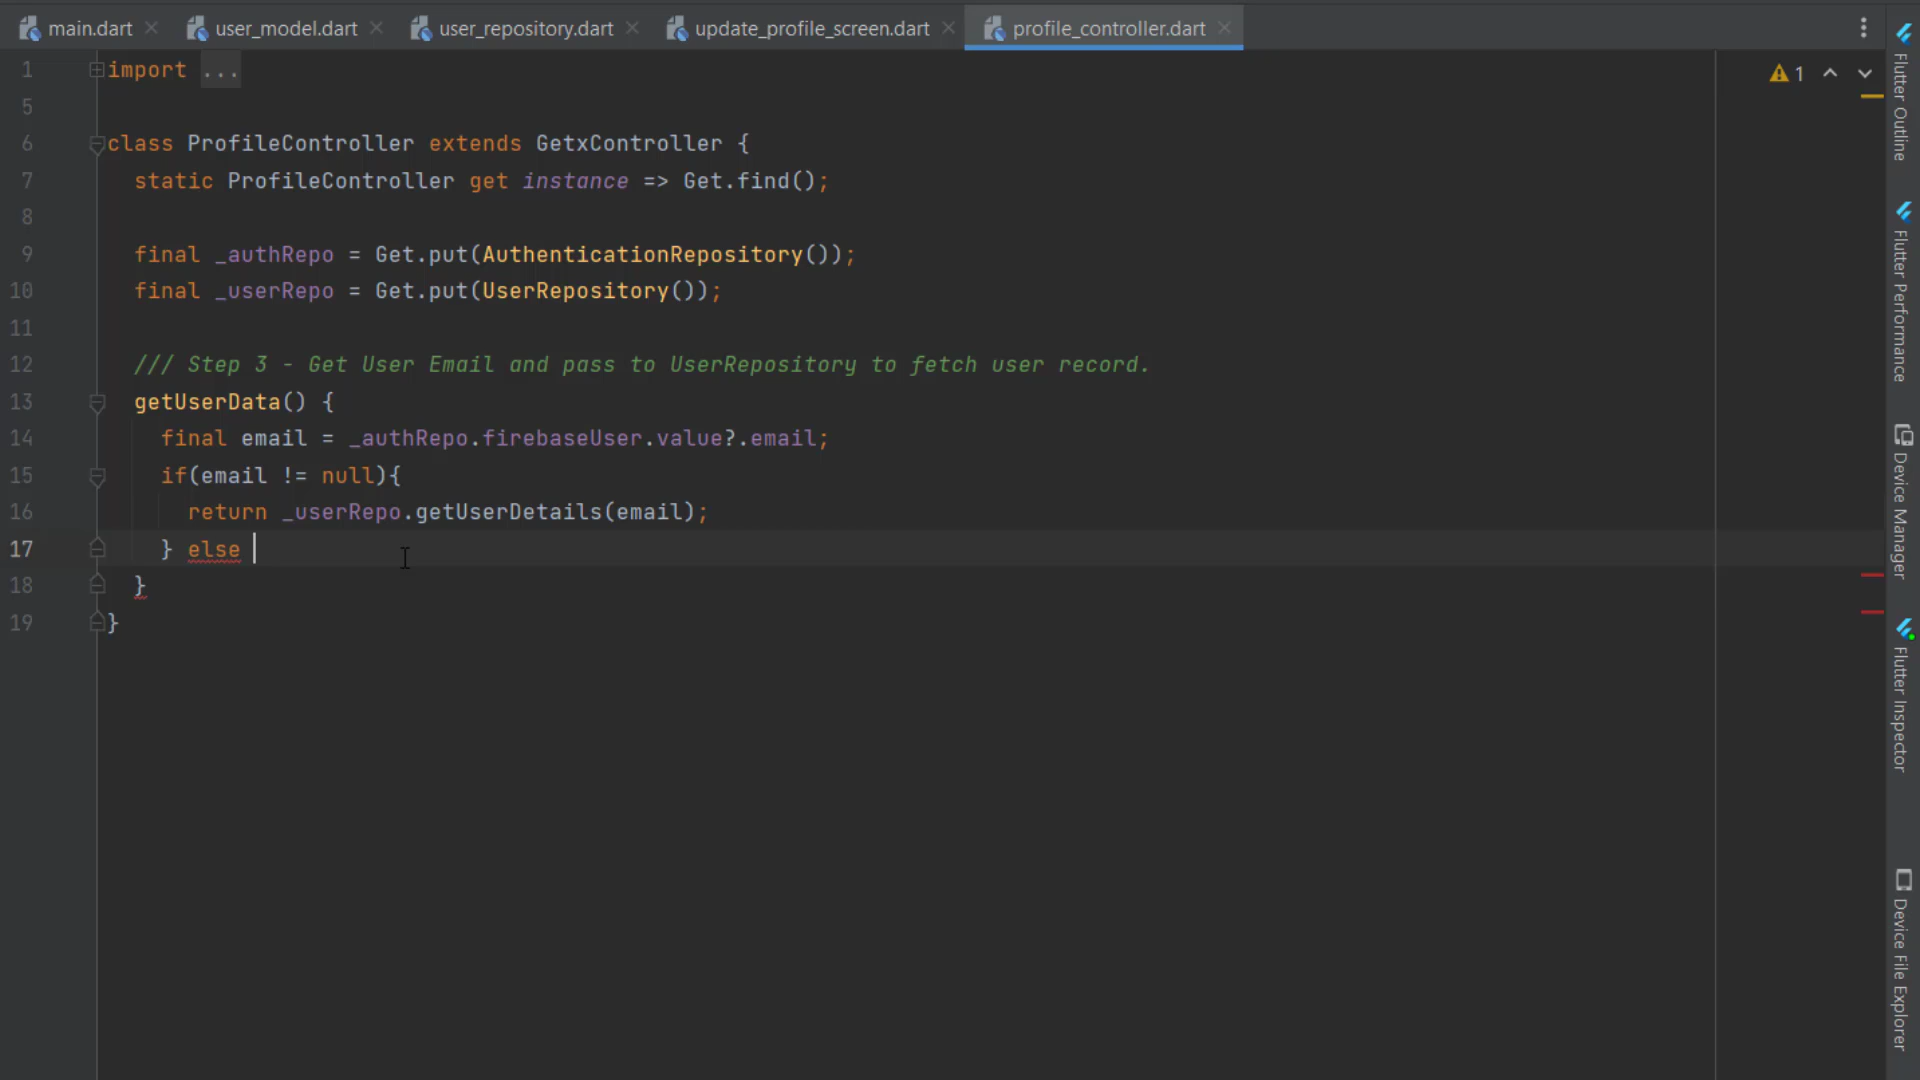 main.dart
user_model.dart
user_repository.dart
update_profile_screen.dart
profile_controller.dart
1 import ...
5
6 class ProfileController extends GetxController {
7 static ProfileController get instance => Get.find();
8
9 final _authRepo = Get.put(AuthenticationRepository());
10 final _userRepo = Get.put(UserRepository());
11
12 /// Step 3 - Get User Email and pass to UserRepository to fetch user record.
13 getUserData() {
14 final email = _authRepo.firebaseUser.value?.email;
15 if(email != null){
16 return _userRepo.getUserDetails(email);
17 } else
18 }
19 }
1
Flutter Outline
Flutter Performance
Device Manager
Flutter Inspector
Device File Explorer